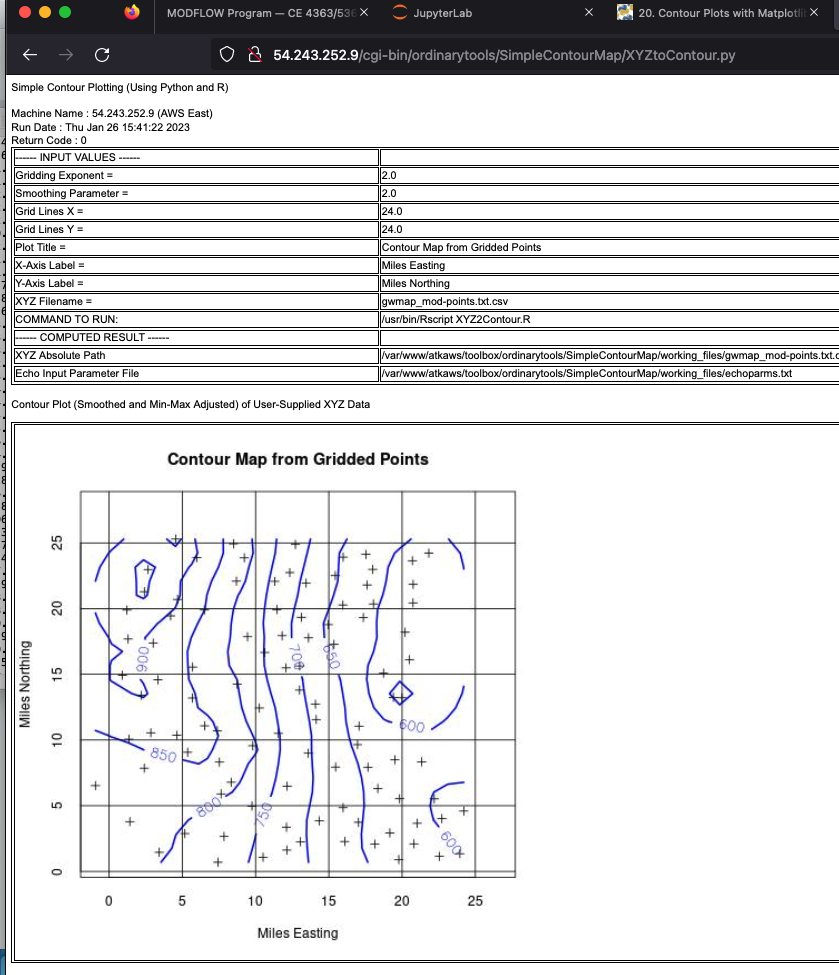 MODFLOW Program — CE 4363/536
JupyterLab
20. Contour Plots with Matplotli
54.243.252.9/cgi-bin/ordinarytools/SimpleContourMap/XYZtoContour.py
Simple Contour Plotting (Using Python and R)
Machine Name : 54.243.252.9 (AWS East)
Run Date : Thu Jan 26 15:41:22 2023
Return Code : 0
------ INPUT VALUES ------
Gridding Exponent = 2.0
Smoothing Parameter = 2.0
Grid Lines X = 24.0
Grid Lines Y = 24.0
Plot Title = Contour Map from Gridded Points
X-Axis Label = Miles Easting
Y-Axis Label = Miles Northing
XYZ Filename = gwmap_mod-points.txt.csv
COMMAND TO RUN: /usr/bin/Rscript XYZ2Contour.R
------ COMPUTED RESULT ------
XYZ Absolute Path /var/www/atkaws/toolbox/ordinarytools/SimpleContourMap/working_files/gwmap_mod-points.txt.c
Echo Input Parameter File /var/www/atkaws/toolbox/ordinarytools/SimpleContourMap/working_files/echoparms.txt
Contour Plot (Smoothed and Min-Max Adjusted) of User-Supplied XYZ Data
Contour Map from Gridded Points
Miles Northing
25
20
15
10
5
0
900
700
650
600
850
800
750
600
0 5 10 15 20 25
Miles Easting